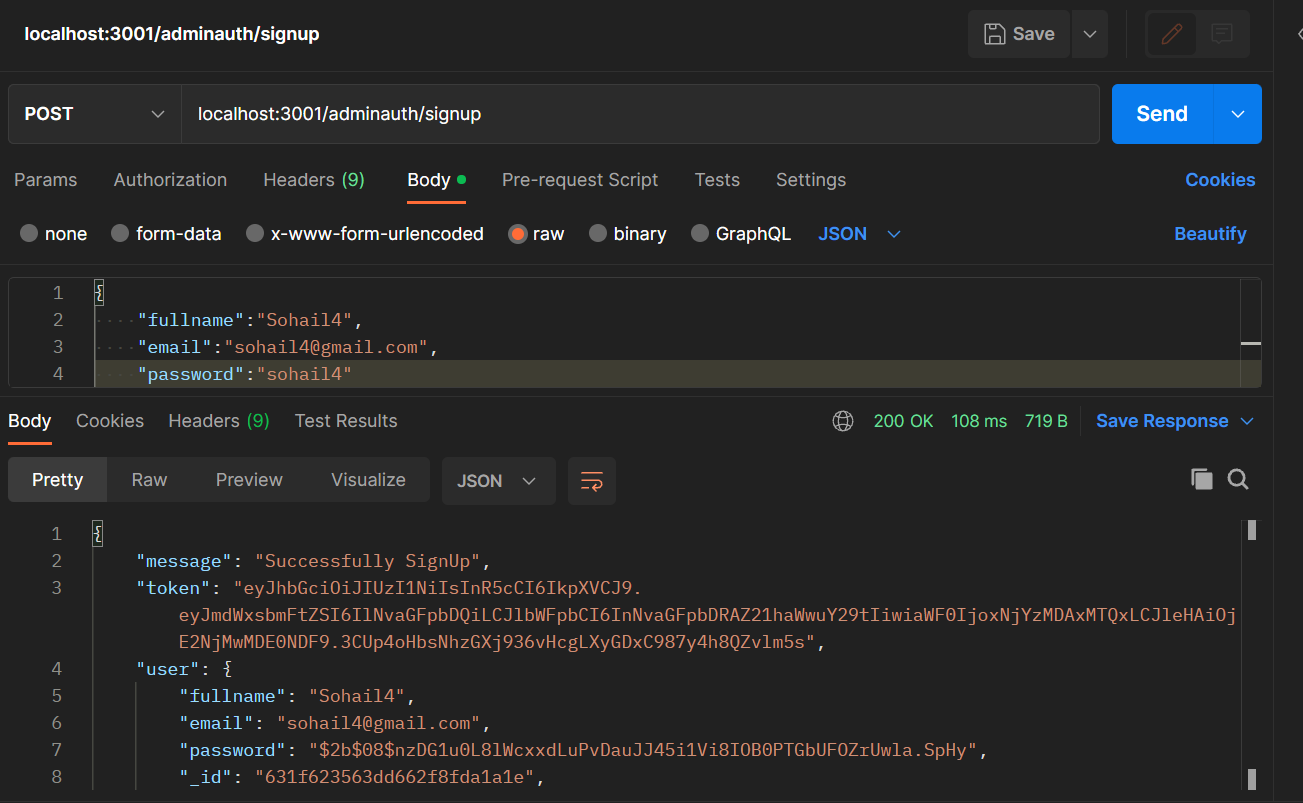 localhost:3001/adminauth/signup
Save
POST
localhost:3001/adminauth/signup
Send
Params Authorization Headers (9) Body Pre-request Script Tests Settings Cookies
none form-data x-www-form-urlencoded raw binary GraphQL JSON Beautify
1 {
2 "fullname":"Sohail4",
3 "email":"sohail4@gmail.com",
4 "password":"sohail4"
Body Cookies Headers (9) Test Results 200 OK 108 ms 719 B Save Response
Pretty Raw Preview Visualize JSON
1 {
2 "message": "Successfully SignUp",
3 "token": "eyJhbGciOiJIUzI1NiIsInR5cCI6IkpXVCJ9.
eyJmdWxsbmFtZSI6IlNvaGFpbDQiLCJlbWFpbCI6InNvaGFpbDRAZ21haWwuY29tIiwiaWF0IjoxNjYzMDAxMTQxLCJleHAiOj
E2NjMwMDE0NDF9.3CUp4oHbsNhzGXj936vHcgLXyGDxC987y4h8QZvlm5s",
4 "user": {
5 "fullname": "Sohail4",
6 "email": "sohail4@gmail.com",
7 "password": "$2b$08$nzDG1u0L8lWcxxdLuPvDauJJ45i1Vi8IOB0PTGbUFOZrUwla.SpHy",
8 "_id": "631f623563dd662f8fda1a1e",